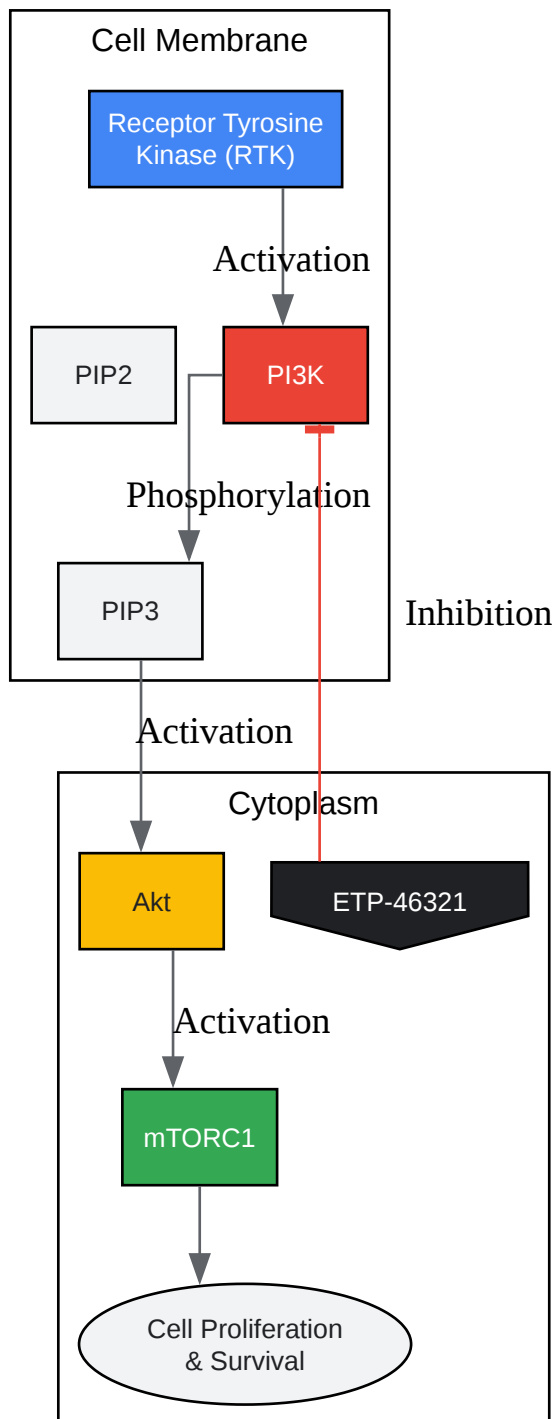 Cell Membrane
Receptor Tyrosine
Kinase (RTK)
Activation
PIP2
PI3K
Phosphorylation
PIP3
Inhibition
Activation
Cytoplasm
Akt
ETP-46321
Activation
mTORC1
Cell Proliferation
& Survival